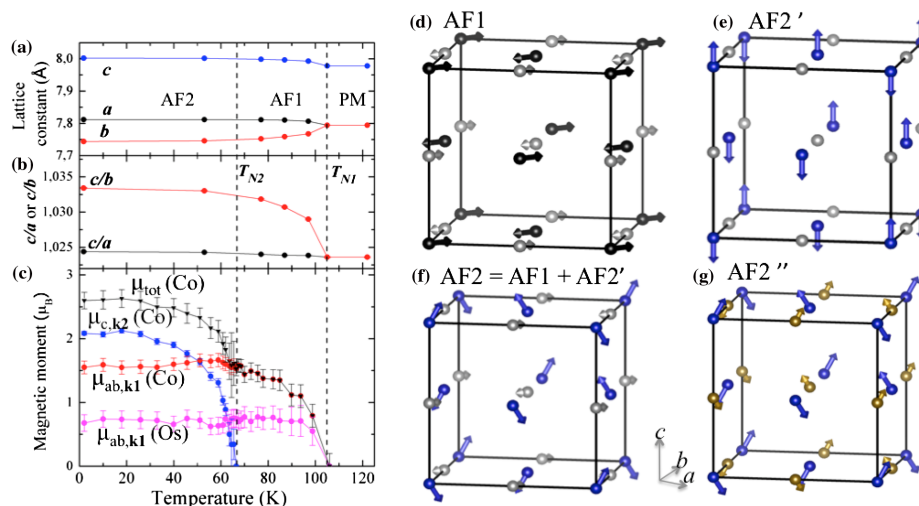 (a)
8.0
7.9
7.8
7.7
Lattice
constant (Å)
c
a
b
AF2
AF1
PM
(b)
1.035
1.025
c/a or c/b
c/b
c/a
T_N2
T_N1
(c)
3
2
1
0
Magnetic moment (μ_B)
μ_tot (Co)
μ_c,k2 (Co)
μ_ab,k1 (Co)
μ_ab,k1 (Os)
0 20 40 60 80 100 120
Temperature (K)
(d) AF1
(e) AF2 '
(f) AF2 = AF1 + AF2'
(g) AF2 ''
c
b
a